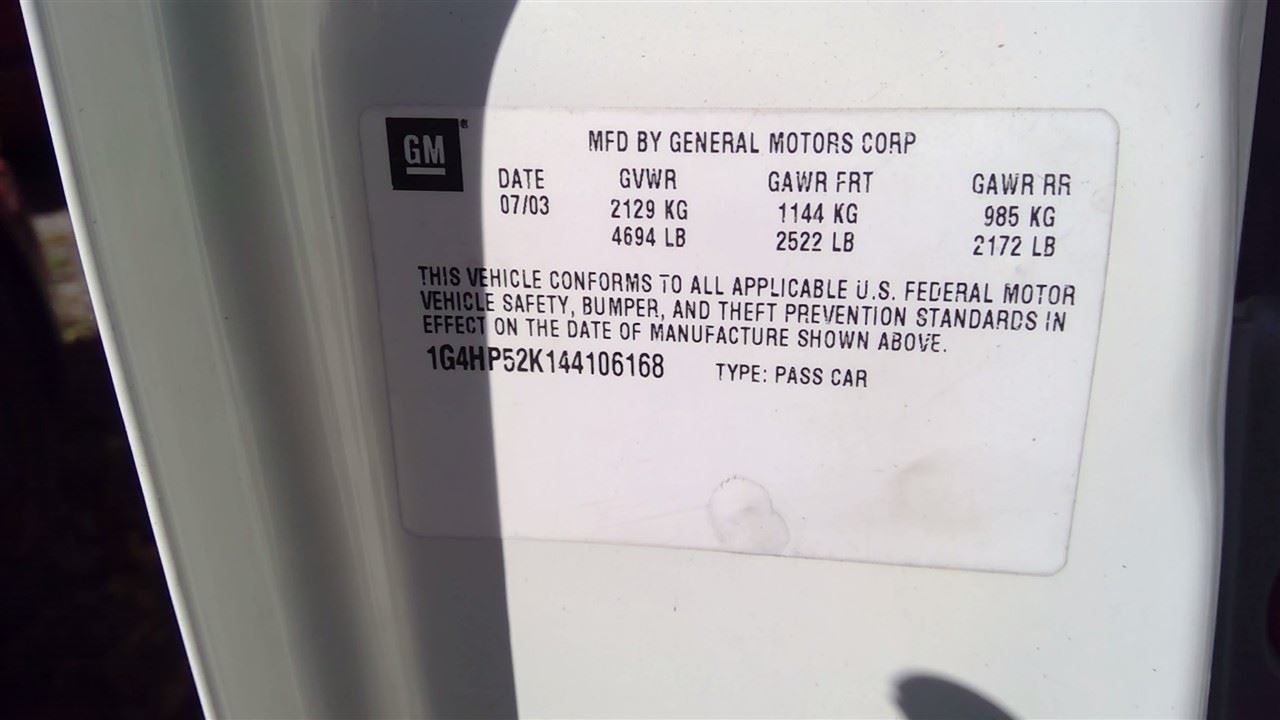 GM
MFD BY GENERAL MOTORS CORP
DATE GVWR GAWR FRT GAWR RR
07/03 2129 KG 1144 KG 985 KG
4694 LB 2522 LB 2172 LB
THIS VEHICLE CONFORMS TO ALL APPLICABLE U.S. FEDERAL MOTOR
VEHICLE SAFETY, BUMPER, AND THEFT PREVENTION STANDARDS IN
EFFECT ON THE DATE OF MANUFACTURE SHOWN ABOVE.
1G4HP52K144106168 TYPE: PASS CAR